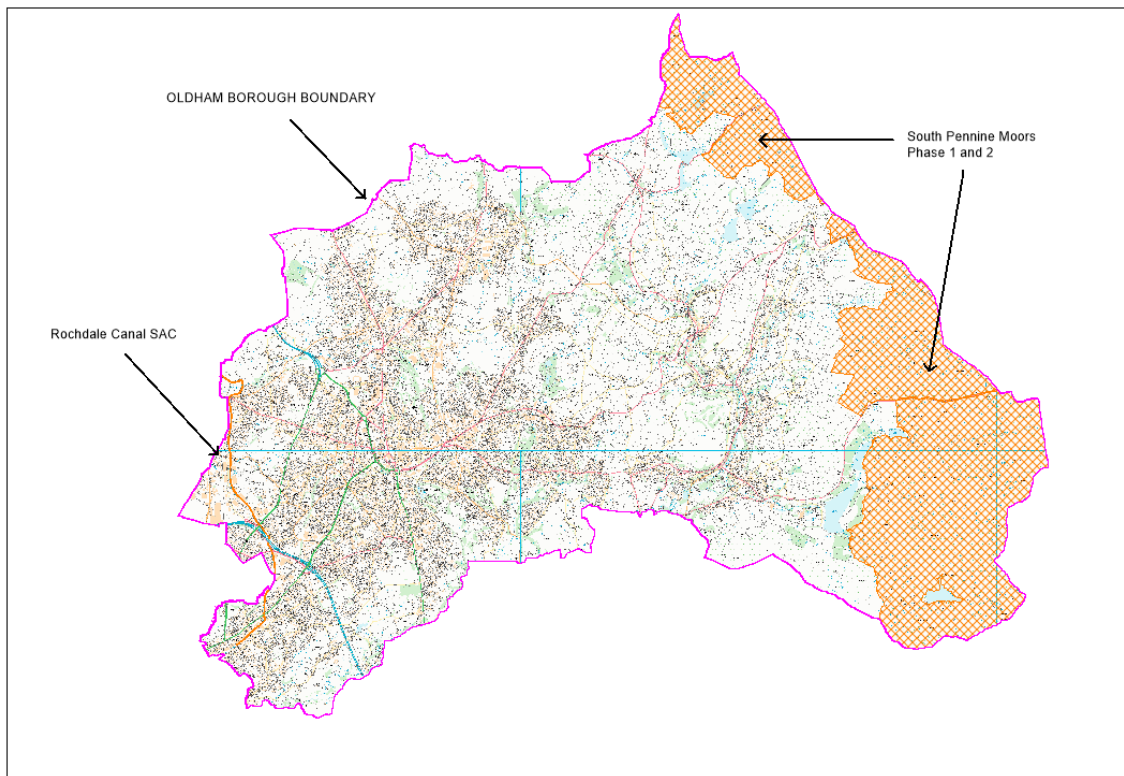 OLDHAM BOROUGH BOUNDARY
South Pennine Moors
Phase 1 and 2
Rochdale Canal SAC